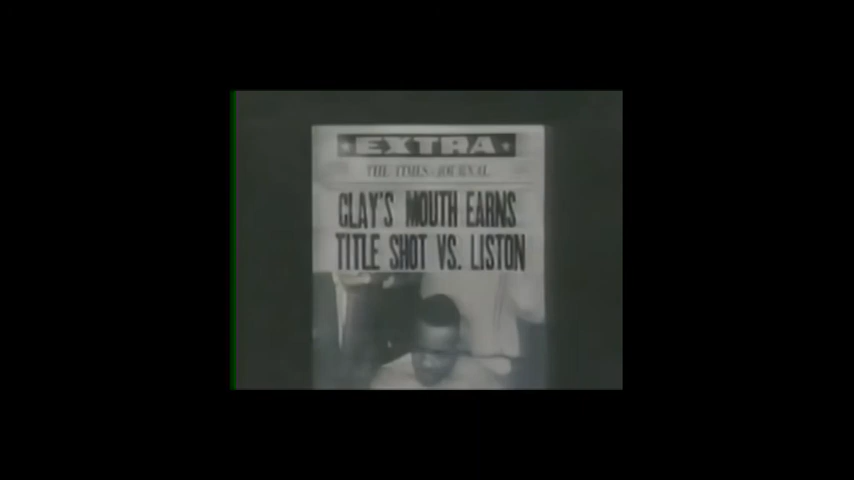 ★ EXTRA ★
THE TIMES-JOURNAL
CLAY'S MOUTH EARNS
TITLE SHOT VS. LISTON